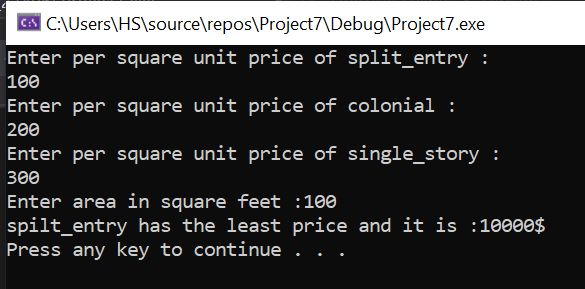 C:\Users\HS\source\repos\Project7\Debug\Project7.exe
Enter per square unit price of split_entry :
100
Enter per square unit price of colonial :
200
Enter per square unit price of single_story :
300
Enter area in square feet :100
spilt_entry has the least price and it is :10000$
Press any key to continue . . .